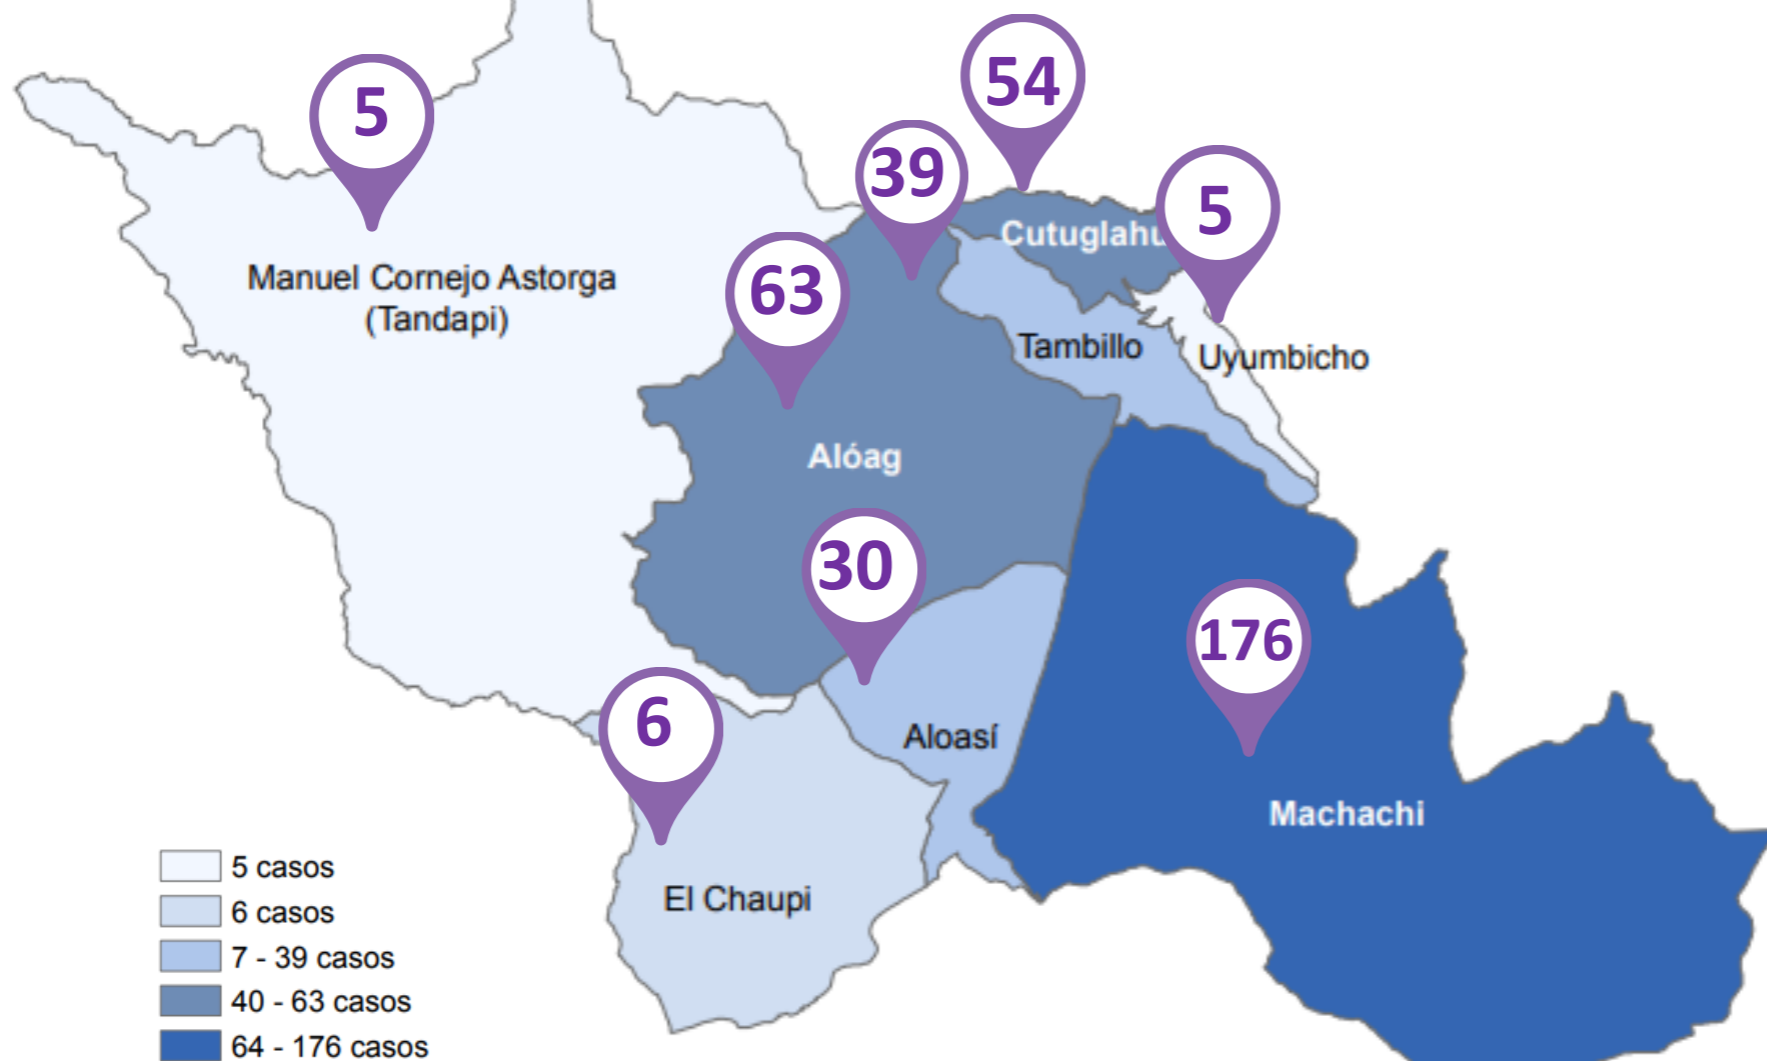 54
5
39
5
Cutuglahu
63
Manuel Cornejo Astorga
(Tandapi)
Tambillo
Uyumbicho
Alóag
30
176
6
Aloasí
Machachi
El Chaupi
5 casos
6 casos
7 - 39 casos
40 - 63 casos
64 - 176 casos